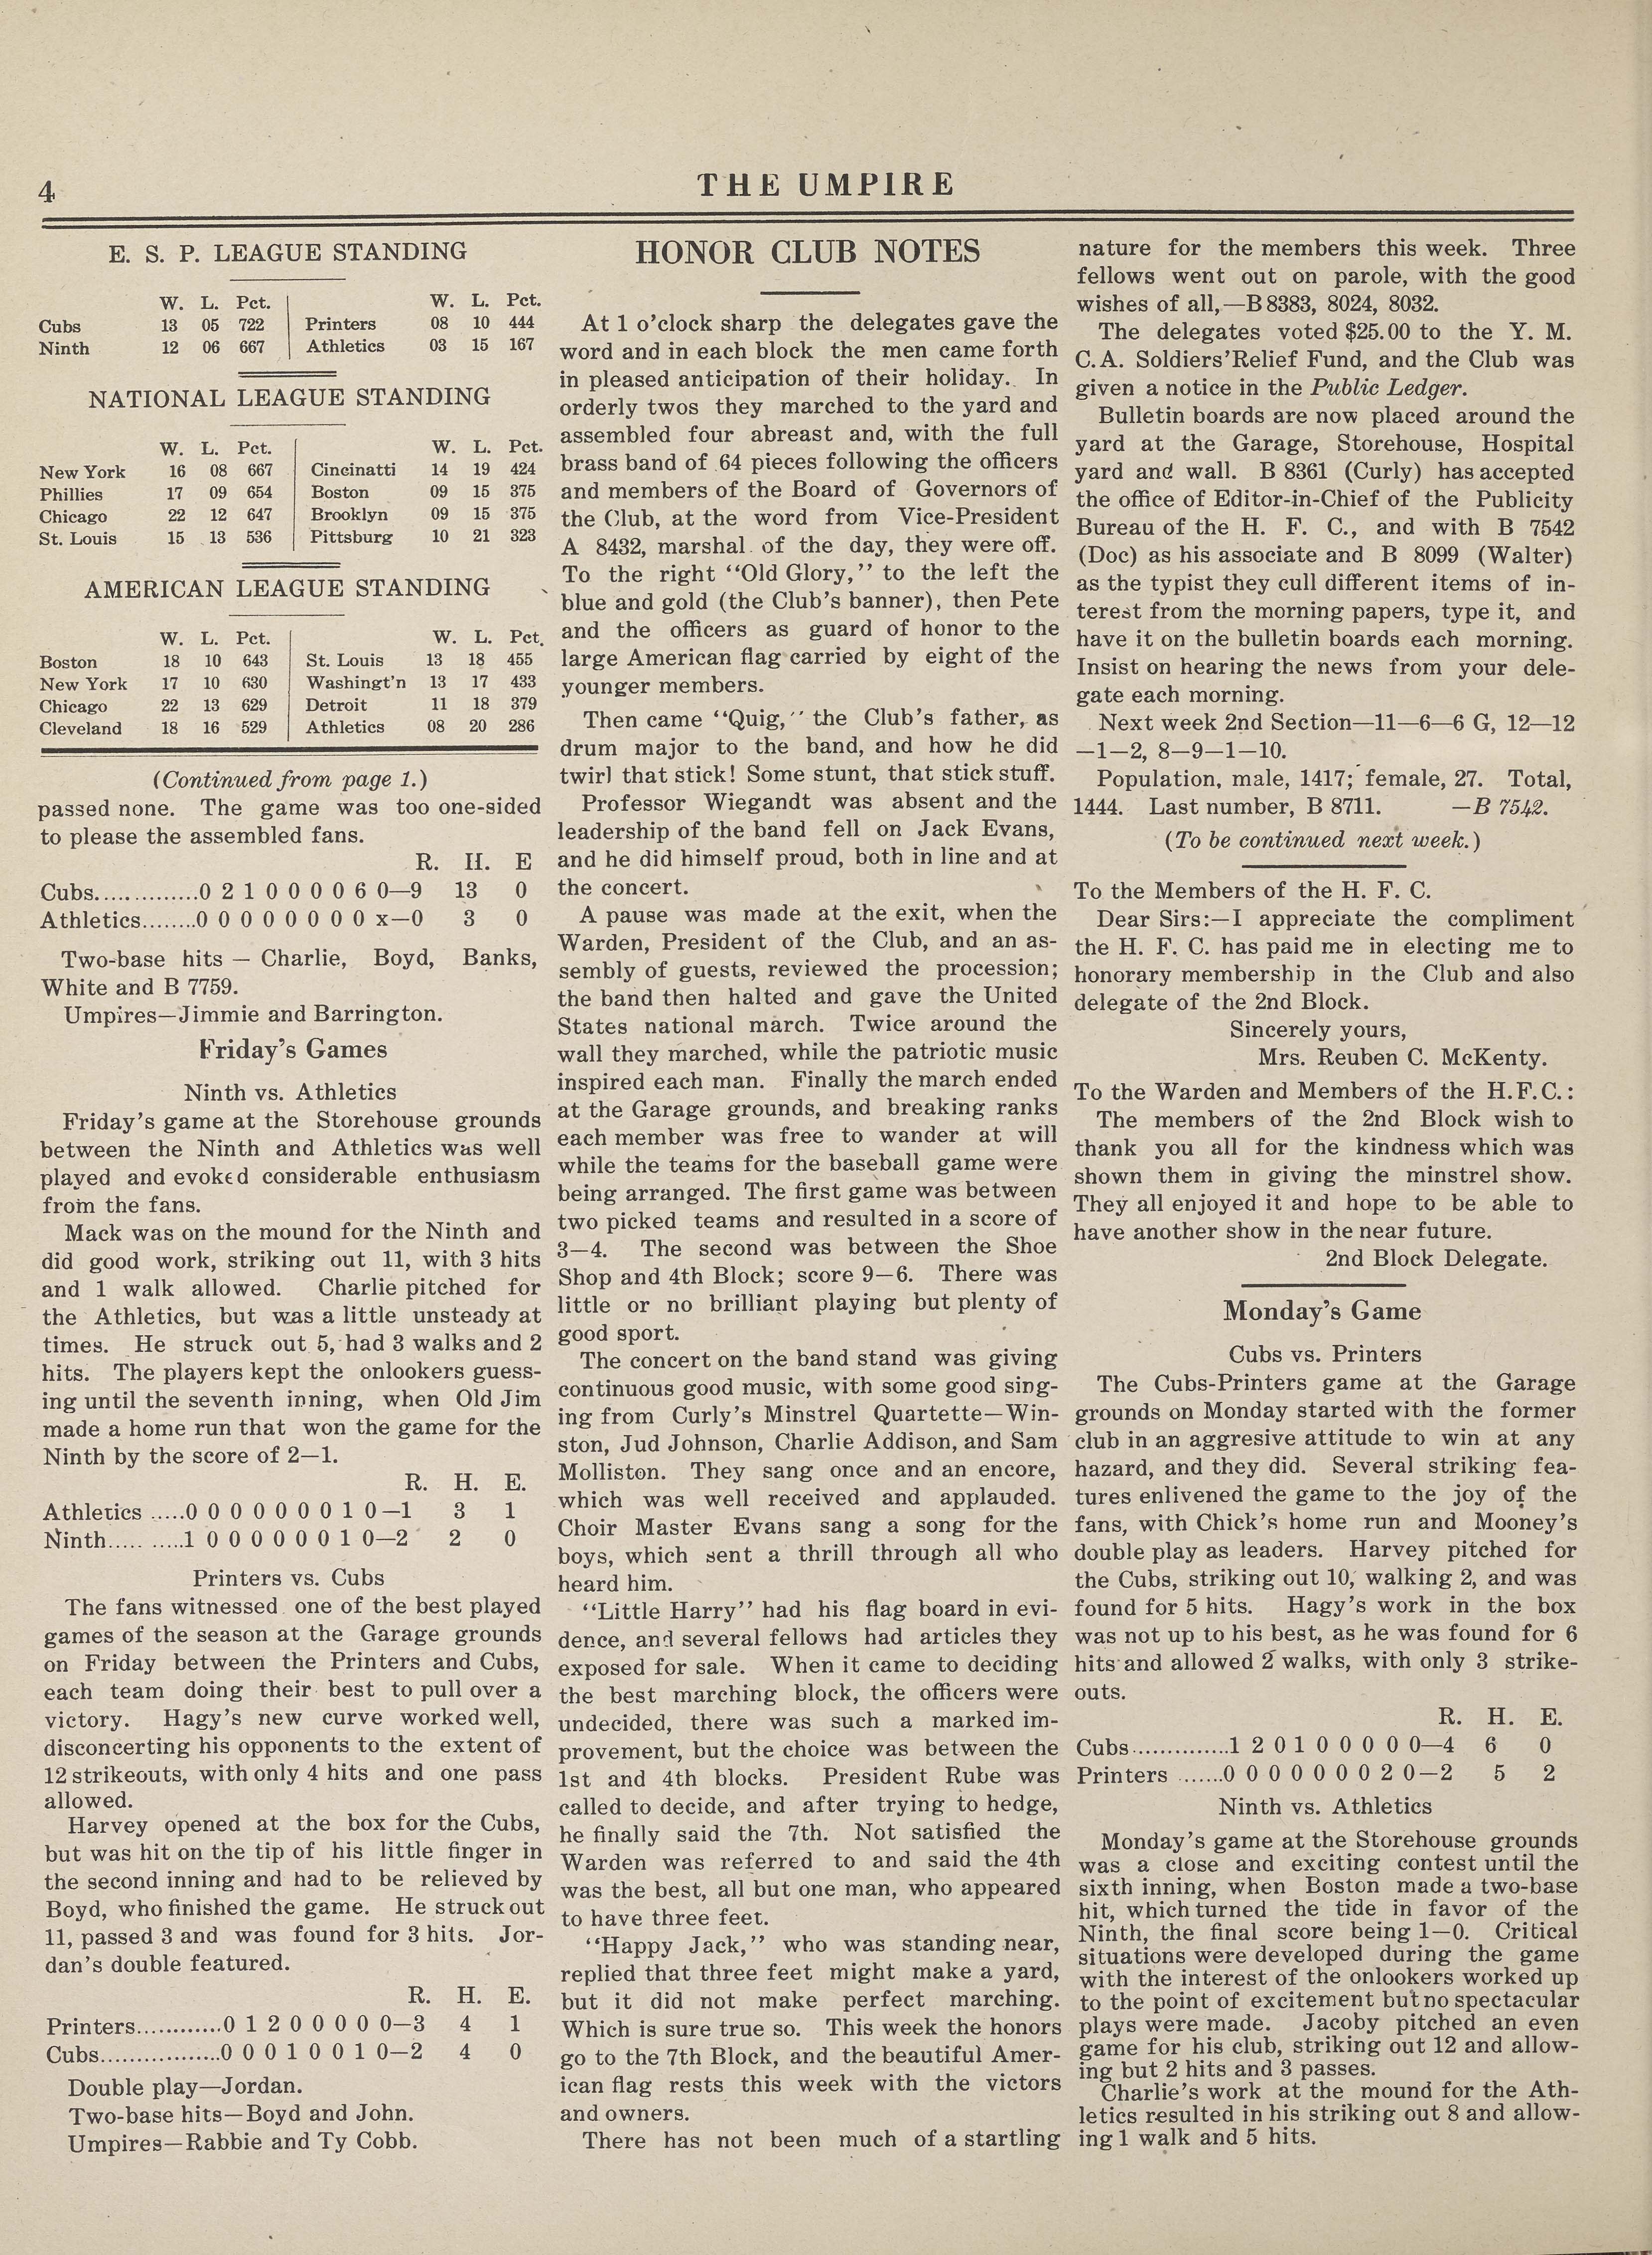 4
THE UMPIRE
E. S. P. LEAGUE STANDING
W. L. Pct. W. L. Pct.
Cubs 13 05 722 Printers 08 10 444
Ninth 12 06 667 Athletics 03 15 167
NATIONAL LEAGUE STANDING
W. L. Pct. W. L. Pct.
New York 16 08 667 Cincinatti 14 19 424
Phillies 17 09 654 Boston 09 15 375
Chicago 22 12 647 Brooklyn 09 15 375
St. Louis 15 13 536 Pittsburg 10 21 323
AMERICAN LEAGUE STANDING
W. L. Pct. W. L. Pct.
Boston 18 10 643 St. Louis 13 18 455
New York 17 10 630 Washingt'n 13 17 433
Chicago 22 13 629 Detroit 11 18 379
Cleveland 18 16 529 Athletics 08 20 286
(Continued from page 1.)
passed none. The game was too one-sided
to please the assembled fans.
R. H. E
Cubs..............0 2 1 0 0 0 0 6 0—9 13 0
Athletics........0 0 0 0 0 0 0 0 x—0 3 0
Two-base hits — Charlie, Boyd, Banks,
White and B 7759.
Umpires—Jimmie and Barrington.
Friday's Games
Ninth vs. Athletics
Friday's game at the Storehouse grounds
between the Ninth and Athletics was well
played and evoked considerable enthusiasm
from the fans.
Mack was on the mound for the Ninth and
did good work, striking out 11, with 3 hits
and 1 walk allowed. Charlie pitched for
the Athletics, but was a little unsteady at
times. He struck out 5, had 3 walks and 2
hits. The players kept the onlookers guess-
ing until the seventh inning, when Old Jim
made a home run that won the game for the
Ninth by the score of 2—1.
R. H. E.
Athletics .....0 0 0 0 0 0 0 1 0—1 3 1
Ninth..... .....1 0 0 0 0 0 0 1 0—2 2 0
Printers vs. Cubs
The fans witnessed one of the best played
games of the season at the Garage grounds
on Friday between the Printers and Cubs,
each team doing their best to pull over a
victory. Hagy's new curve worked well,
disconcerting his opponents to the extent of
12 strikeouts, with only 4 hits and one pass
allowed.
Harvey opened at the box for the Cubs,
but was hit on the tip of his little finger in
the second inning and had to be relieved by
Boyd, who finished the game. He struck out
11, passed 3 and was found for 3 hits. Jor-
dan's double featured.
R. H. E.
Printers............0 1 2 0 0 0 0 0—3 4 1
Cubs.................0 0 0 1 0 0 1 0—2 4 0
Double play—Jordan.
Two-base hits—Boyd and John.
Umpires—Rabbie and Ty Cobb.
HONOR CLUB NOTES
At 1 o'clock sharp the delegates gave the
word and in each block the men came forth
in pleased anticipation of their holiday. In
orderly twos they marched to the yard and
assembled four abreast and, with the full
brass band of 64 pieces following the officers
and members of the Board of Governors of
the Club, at the word from Vice-President
A 8432, marshal of the day, they were off.
To the right "Old Glory," to the left the
blue and gold (the Club's banner), then Pete
and the officers as guard of honor to the
large American flag carried by eight of the
younger members.
Then came "Quig," the Club's father, as
drum major to the band, and how he did
twirl that stick! Some stunt, that stick stuff.
Professor Wiegandt was absent and the
leadership of the band fell on Jack Evans,
and he did himself proud, both in line and at
the concert.
A pause was made at the exit, when the
Warden, President of the Club, and an as-
sembly of guests, reviewed the procession;
the band then halted and gave the United
States national march. Twice around the
wall they marched, while the patriotic music
inspired each man. Finally the march ended
at the Garage grounds, and breaking ranks
each member was free to wander at will
while the teams for the baseball game were
being arranged. The first game was between
two picked teams and resulted in a score of
3—4. The second was between the Shoe
Shop and 4th Block; score 9—6. There was
little or no brilliant playing but plenty of
good sport.
The concert on the band stand was giving
continuous good music, with some good sing-
ing from Curly's Minstrel Quartette—Win-
ston, Jud Johnson, Charlie Addison, and Sam
Molliston. They sang once and an encore,
which was well received and applauded.
Choir Master Evans sang a song for the
boys, which sent a thrill through all who
heard him.
"Little Harry" had his flag board in evi-
dence, and several fellows had articles they
exposed for sale. When it came to deciding
the best marching block, the officers were
undecided, there was such a marked im-
provement, but the choice was between the
1st and 4th blocks. President Rube was
called to decide, and after trying to hedge,
he finally said the 7th. Not satisfied the
Warden was referred to and said the 4th
was the best, all but one man, who appeared
to have three feet.
"Happy Jack," who was standing near,
replied that three feet might make a yard,
but it did not make perfect marching.
Which is sure true so. This week the honors
go to the 7th Block, and the beautiful Amer-
ican flag rests this week with the victors
and owners.
There has not been much of a startling
nature for the members this week. Three
fellows went out on parole, with the good
wishes of all,—B 8383, 8024, 8032.
The delegates voted $25.00 to the Y. M.
C. A. Soldiers' Relief Fund, and the Club was
given a notice in the Public Ledger.
Bulletin boards are now placed around the
yard at the Garage, Storehouse, Hospital
yard and wall. B 8361 (Curly) has accepted
the office of Editor-in-Chief of the Publicity
Bureau of the H. F. C., and with B 7542
(Doc) as his associate and B 8099 (Walter)
as the typist they cull different items of in-
terest from the morning papers, type it, and
have it on the bulletin boards each morning.
Insist on hearing the news from your dele-
gate each morning.
Next week 2nd Section—11—6—6 G, 12—12
—1—2, 8—9—1—10.
Population, male, 1417; female, 27. Total,
1444. Last number, B 8711. —B 7542.
(To be continued next week.)
To the Members of the H. F. C.
Dear Sirs:—I appreciate the compliment
the H. F. C. has paid me in electing me to
honorary membership in the Club and also
delegate of the 2nd Block.
Sincerely yours,
Mrs. Reuben C. McKenty.
To the Warden and Members of the H. F. C.:
The members of the 2nd Block wish to
thank you all for the kindness which was
shown them in giving the minstrel show.
They all enjoyed it and hope to be able to
have another show in the near future.
2nd Block Delegate.
Monday's Game
Cubs vs. Printers
The Cubs-Printers game at the Garage
grounds on Monday started with the former
club in an aggresive attitude to win at any
hazard, and they did. Several striking fea-
tures enlivened the game to the joy of the
fans, with Chick's home run and Mooney's
double play as leaders. Harvey pitched for
the Cubs, striking out 10, walking 2, and was
found for 5 hits. Hagy's work in the box
was not up to his best, as he was found for 6
hits and allowed 2 walks, with only 3 strike-
outs.
R. H. E.
Cubs..............1 2 0 1 0 0 0 0 0—4 6 0
Printers .......0 0 0 0 0 0 0 2 0—2 5 2
Ninth vs. Athletics
Monday's game at the Storehouse grounds
was a close and exciting contest until the
sixth inning, when Boston made a two-base
hit, which turned the tide in favor of the
Ninth, the final score being 1—0. Critical
situations were developed during the game
with the interest of the onlookers worked up
to the point of excitement but no spectacular
plays were made. Jacoby pitched an even
game for his club, striking out 12 and allow-
ing but 2 hits and 3 passes.
Charlie's work at the mound for the Ath-
letics resulted in his striking out 8 and allow-
ing 1 walk and 5 hits.